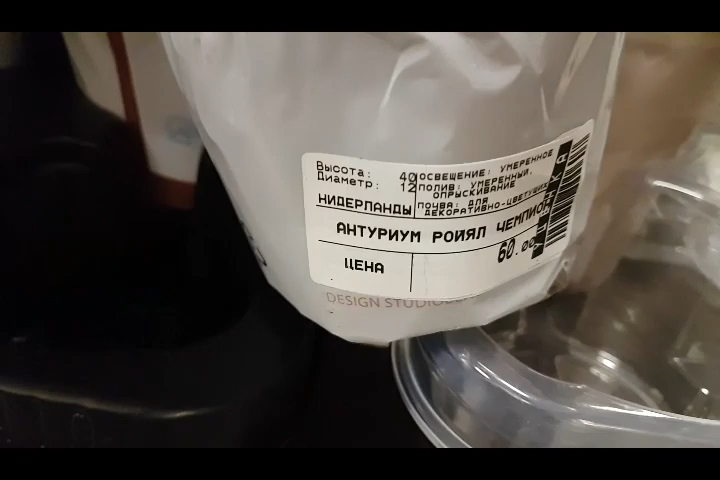 Высота: 40
Диаметр: 12
НИДЕРЛАНДЫ
ОСВЕЩЕНИЕ: УМЕРЕННОЕ
ПОЛИВ: УМЕРЕННЫЙ,
ОПРЫСКИВАНИЕ
ПОЧВА: ДЛЯ
ДЕКОРАТИВНО-ЦВЕТУЩИХ
АНТУРИУМ РОЙЯЛ ЧЕМПИОН
ЦЕНА
60.00
УЦЕНКА
DESIGN